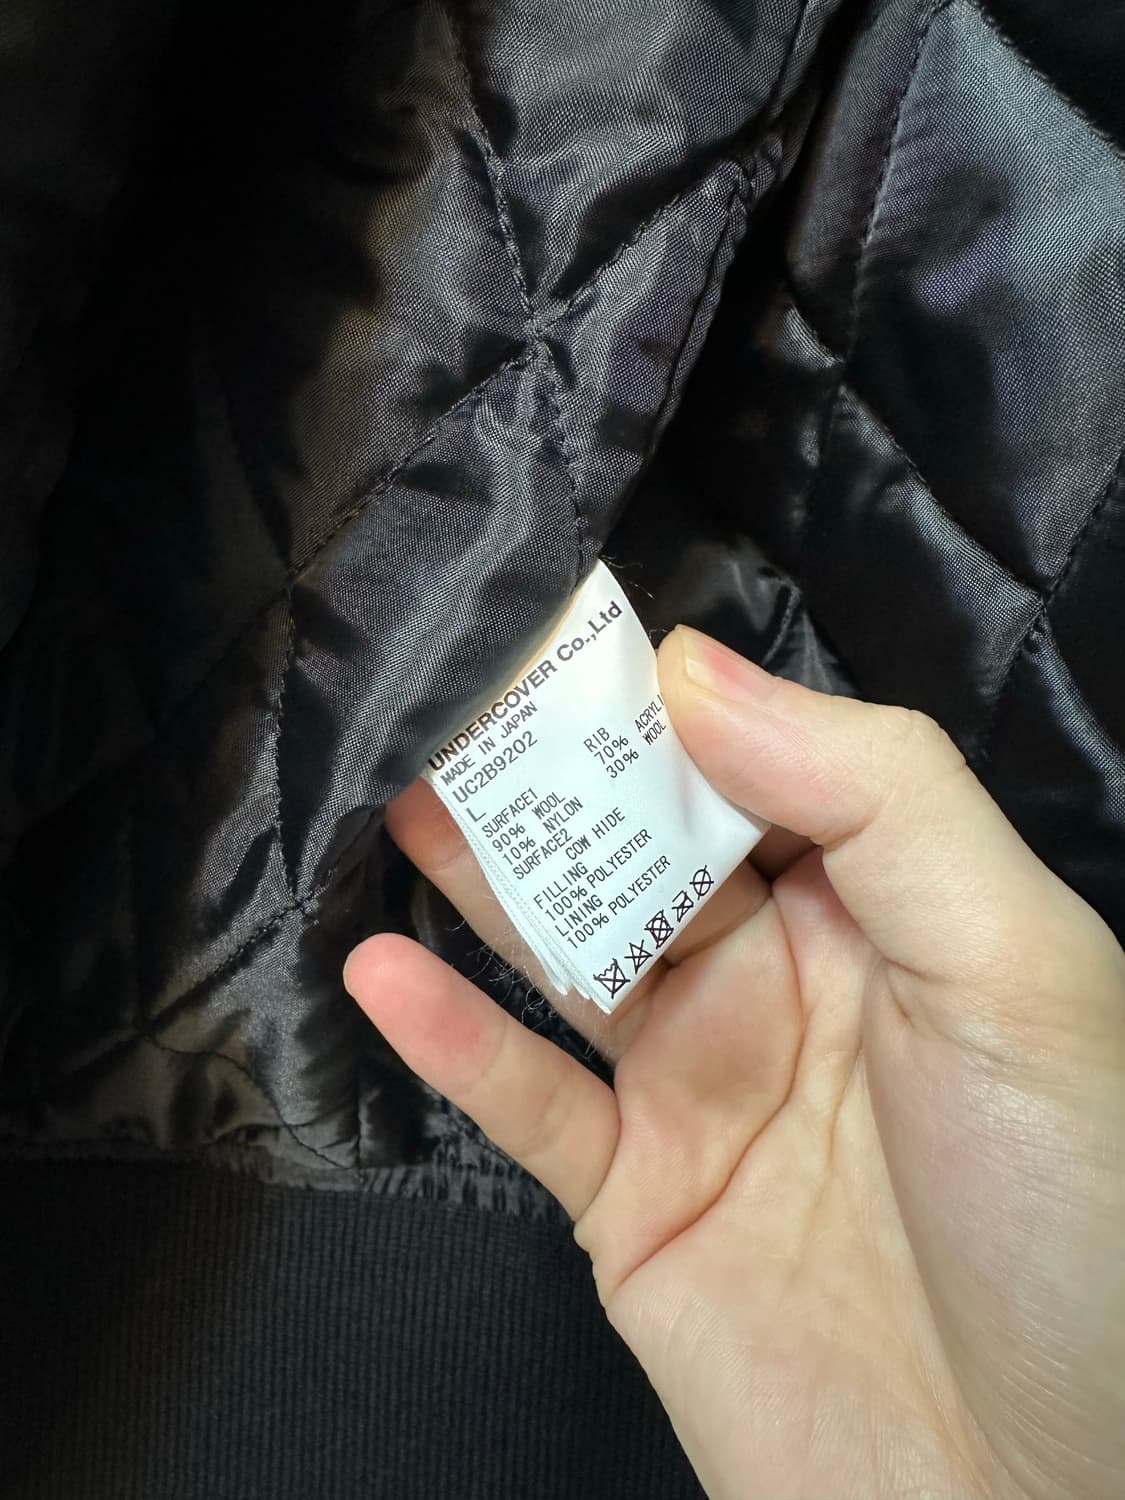 UNDERCOVER Co.,Ltd
MADE IN JAPAN
UC2B9202
L
SURFACE1
90% WOOL
10% NYLON
SURFACE2
COW HIDE
FILLING
100% POLYESTER
LINING
100% POLYESTER
RIB
70%
30% WOOL